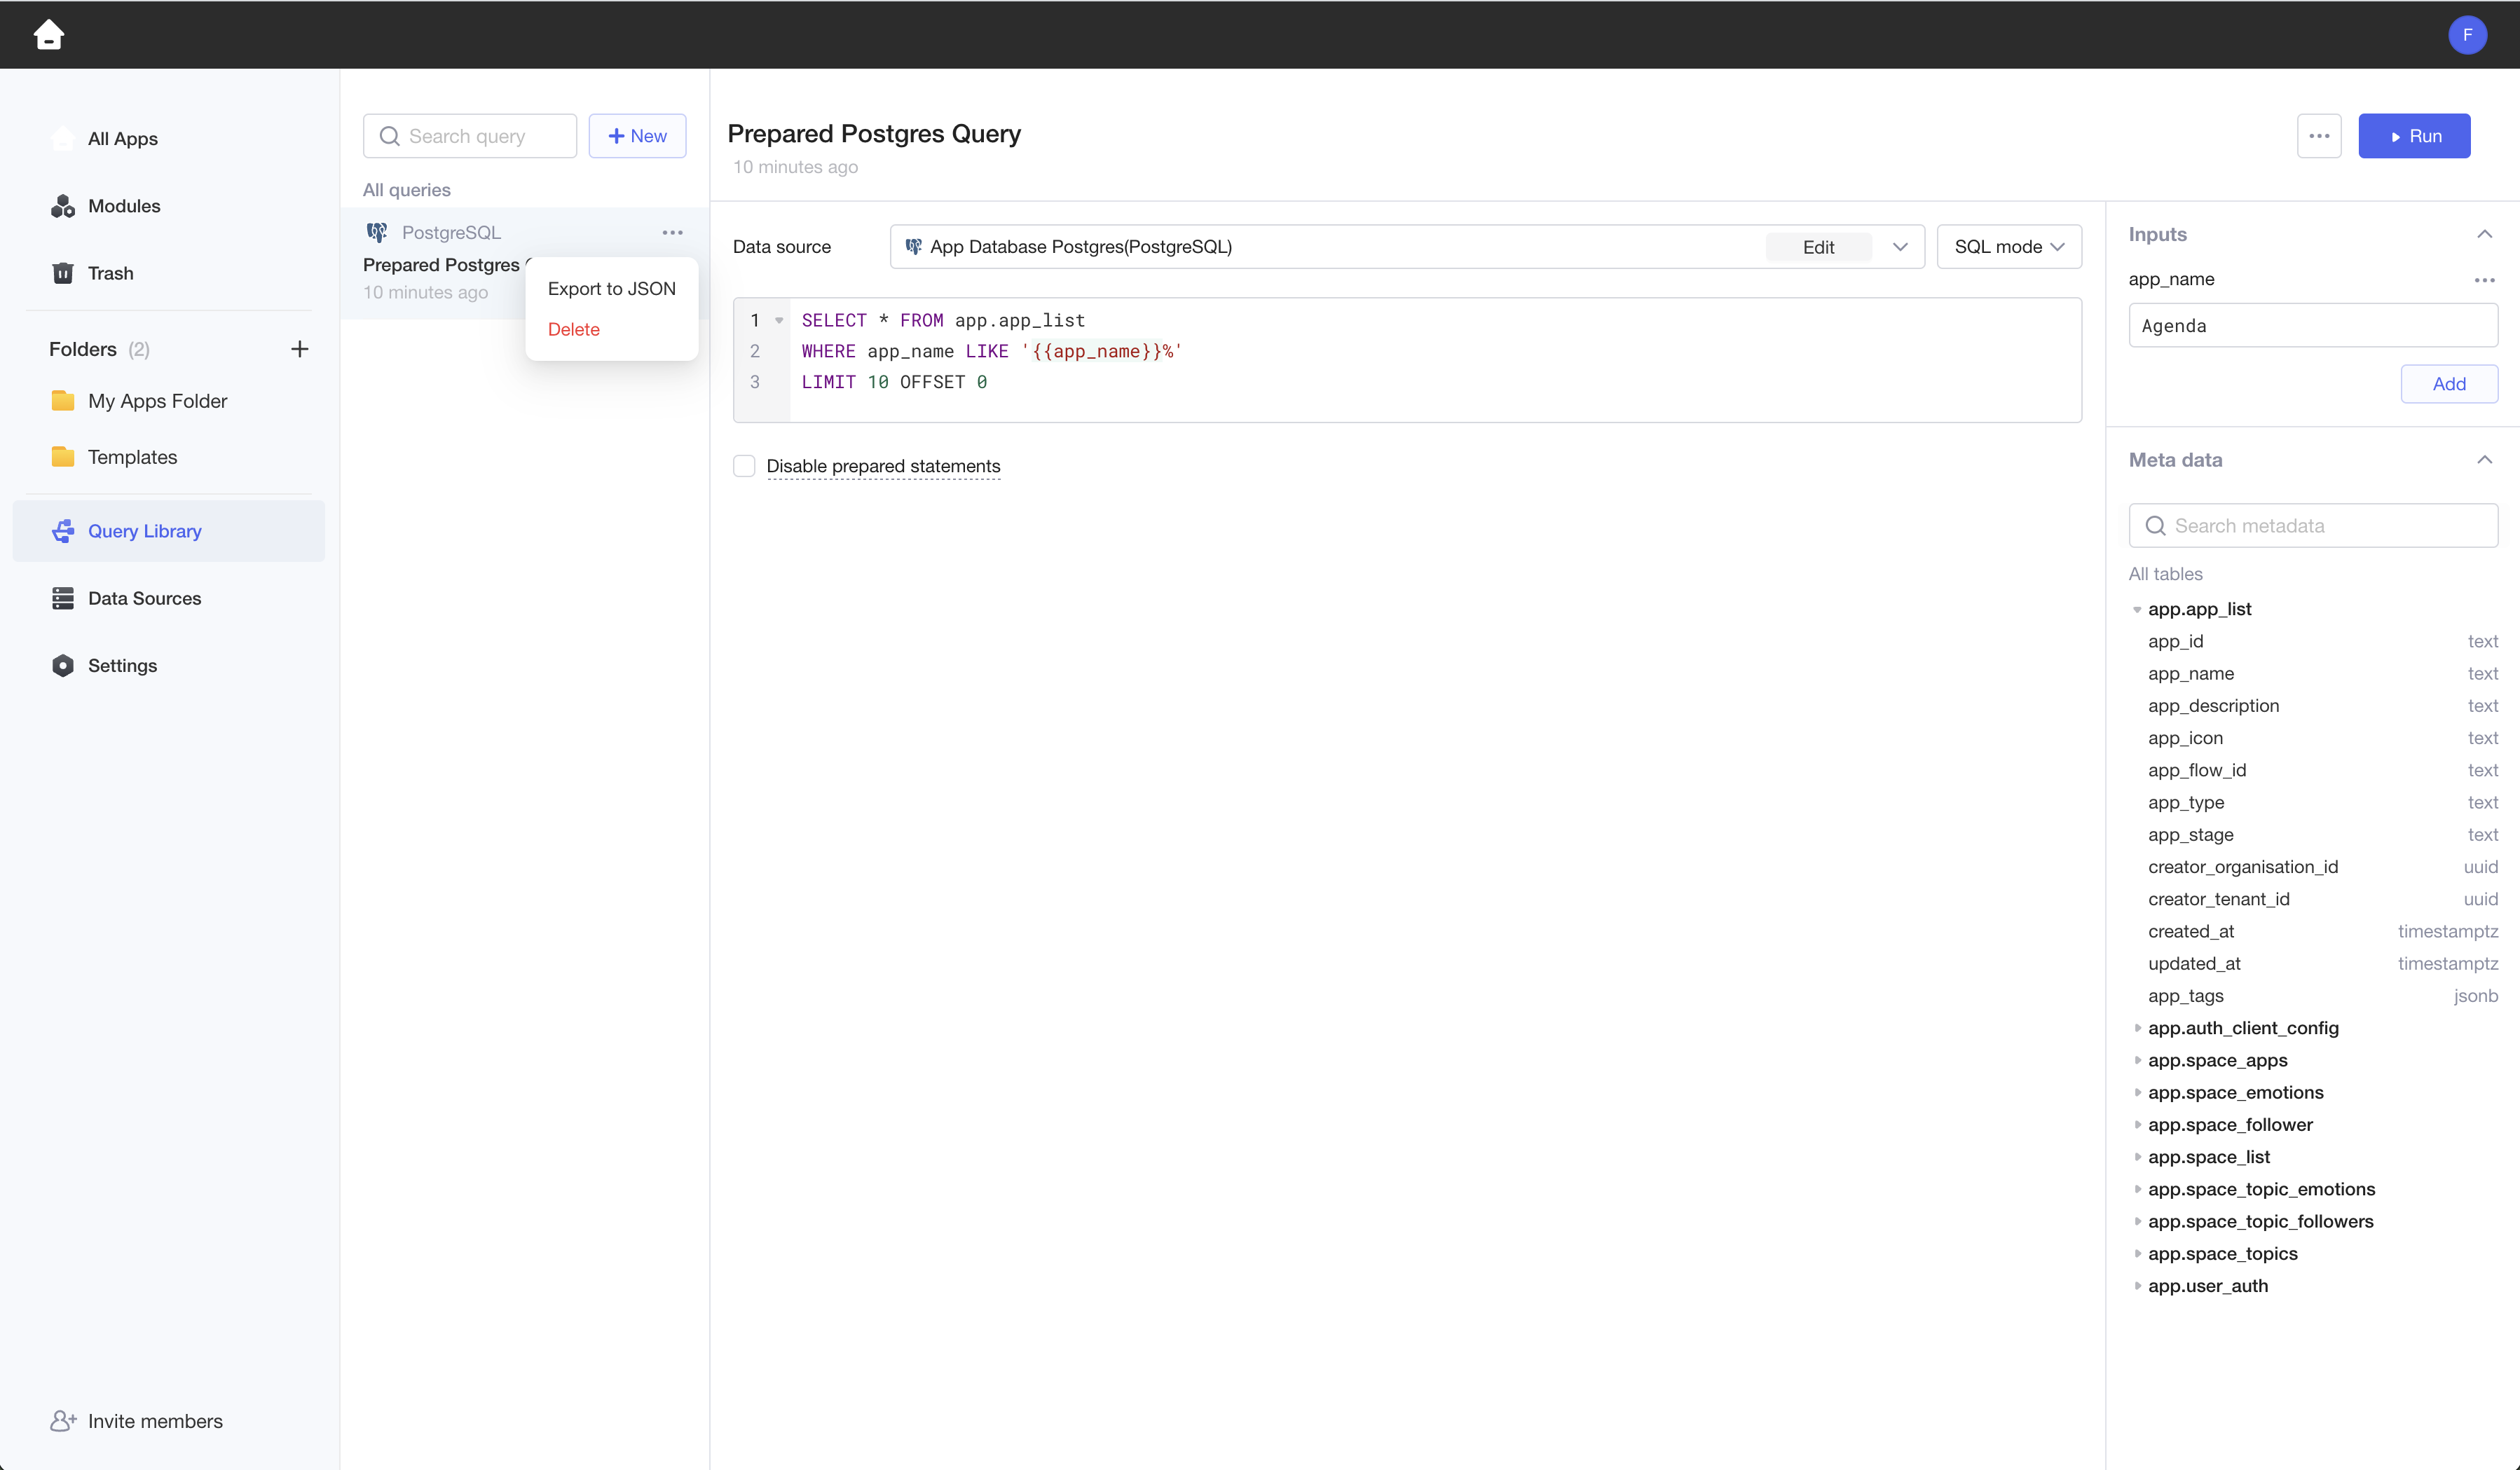 F
All Apps
Modules
Trash
Folders (2)
My Apps Folder
Templates
Query Library
Data Sources
Settings
Invite members
Search query
New
All queries
PostgreSQL
Prepared Postgres
10 minutes ago
Export to JSON
Delete
Prepared Postgres Query
10 minutes ago
Run
Data source
App Database Postgres(PostgreSQL)
Edit
SQL mode
1 SELECT * FROM app.app_list
2 WHERE app_name LIKE '{{app_name}}%'
3 LIMIT 10 OFFSET 0
Disable prepared statements
Inputs
app_name
Agenda
Add
Meta data
Search metadata
All tables
app.app_list
app_id text
app_name text
app_description text
app_icon text
app_flow_id text
app_type text
app_stage text
creator_organisation_id uuid
creator_tenant_id uuid
created_at timestamptz
updated_at timestamptz
app_tags jsonb
app.auth_client_config
app.space_apps
app.space_emotions
app.space_follower
app.space_list
app.space_topic_emotions
app.space_topic_followers
app.space_topics
app.user_auth